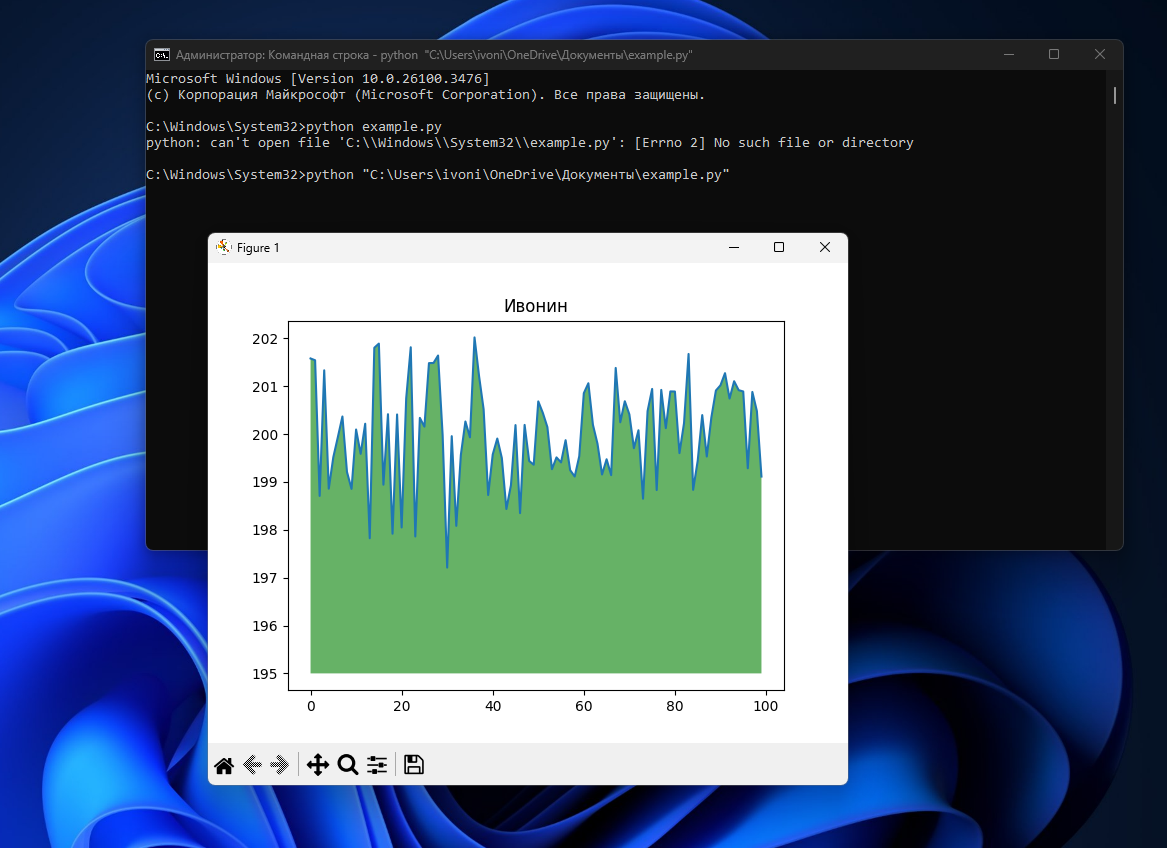 Администратор: Командная строка - python "C:\Users\ivoni\OneDrive\Документы\example.py"
Microsoft Windows [Version 10.0.26100.3476]
(c) Корпорация Майкрософт (Microsoft Corporation). Все права защищены.
C:\Windows\System32>python example.py
python: can't open file 'C:\\Windows\\System32\\example.py': [Errno 2] No such file or directory
C:\Windows\System32>python "C:\Users\ivoni\OneDrive\Документы\example.py"
Figure 1
Ивонин
202
201
200
199
198
197
196
195
0 20 40 60 80 100